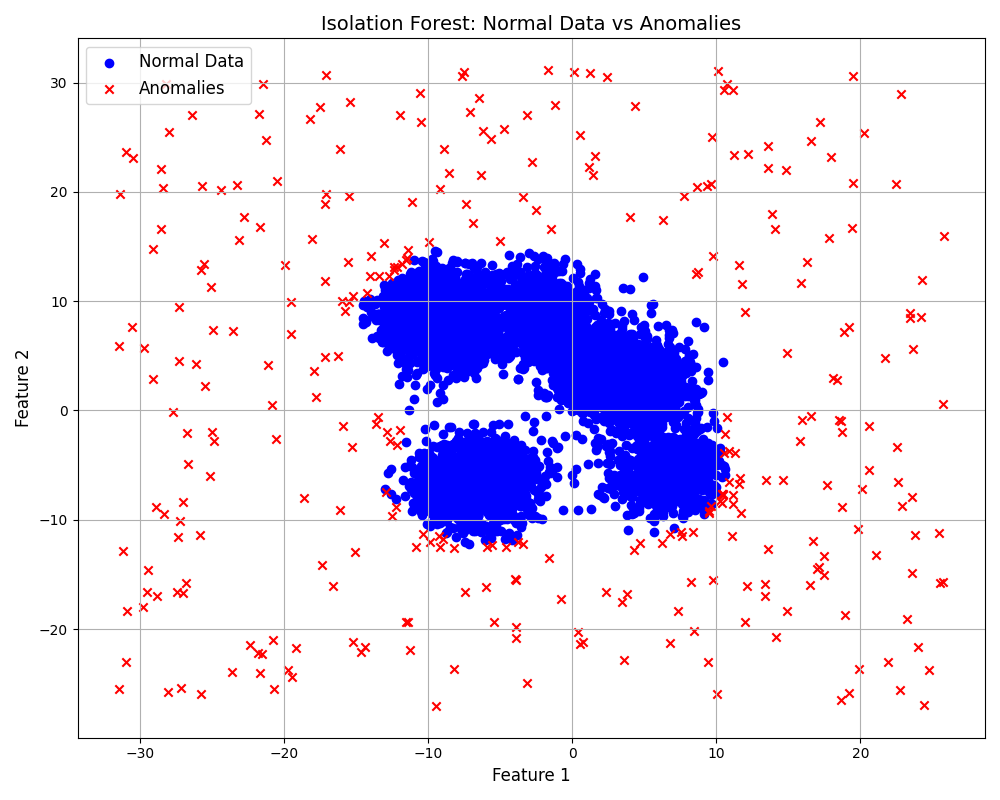 Isolation Forest: Normal Data vs Anomalies
Normal Data
Anomalies
30
20
10
0
−10
−20
Feature 2
−30
−20
−10
0
10
20
Feature 1